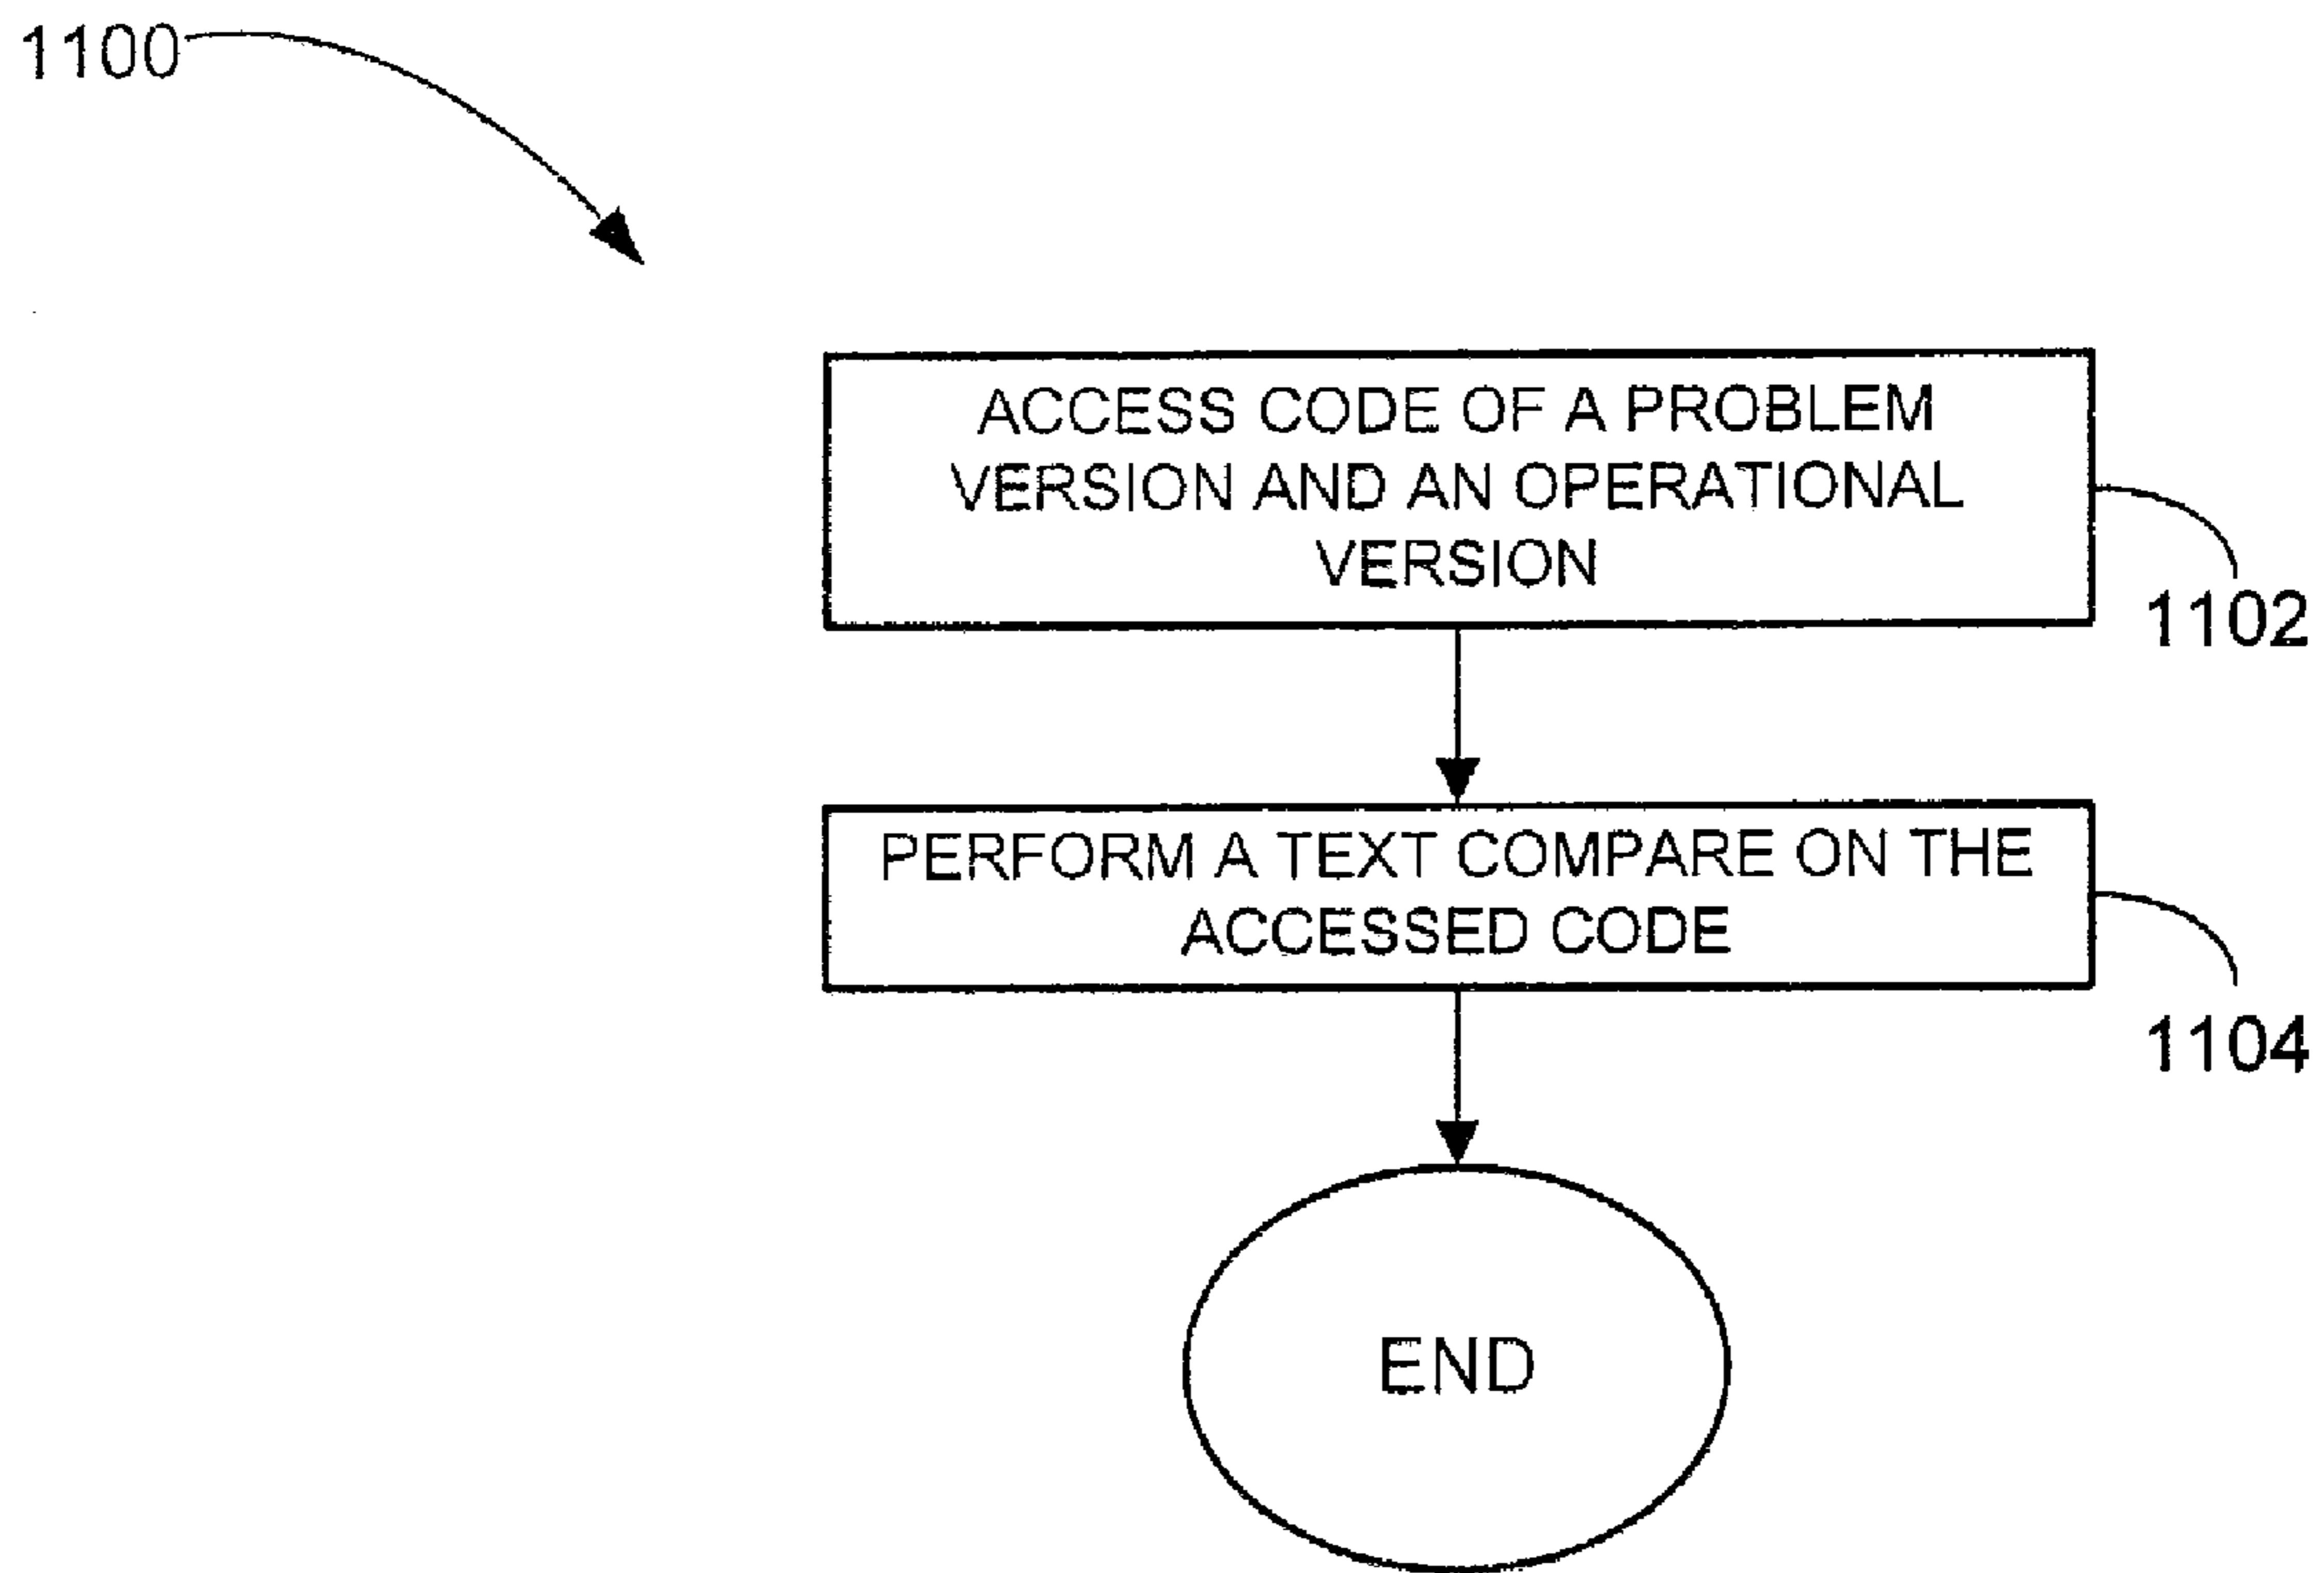 1100
ACCESS CODE OF A PROBLEM
VERSION AND AN OPERATIONAL
VERSION
1102
PERFORM A TEXT COMPARE ON THE
ACCESSED CODE
1104
END